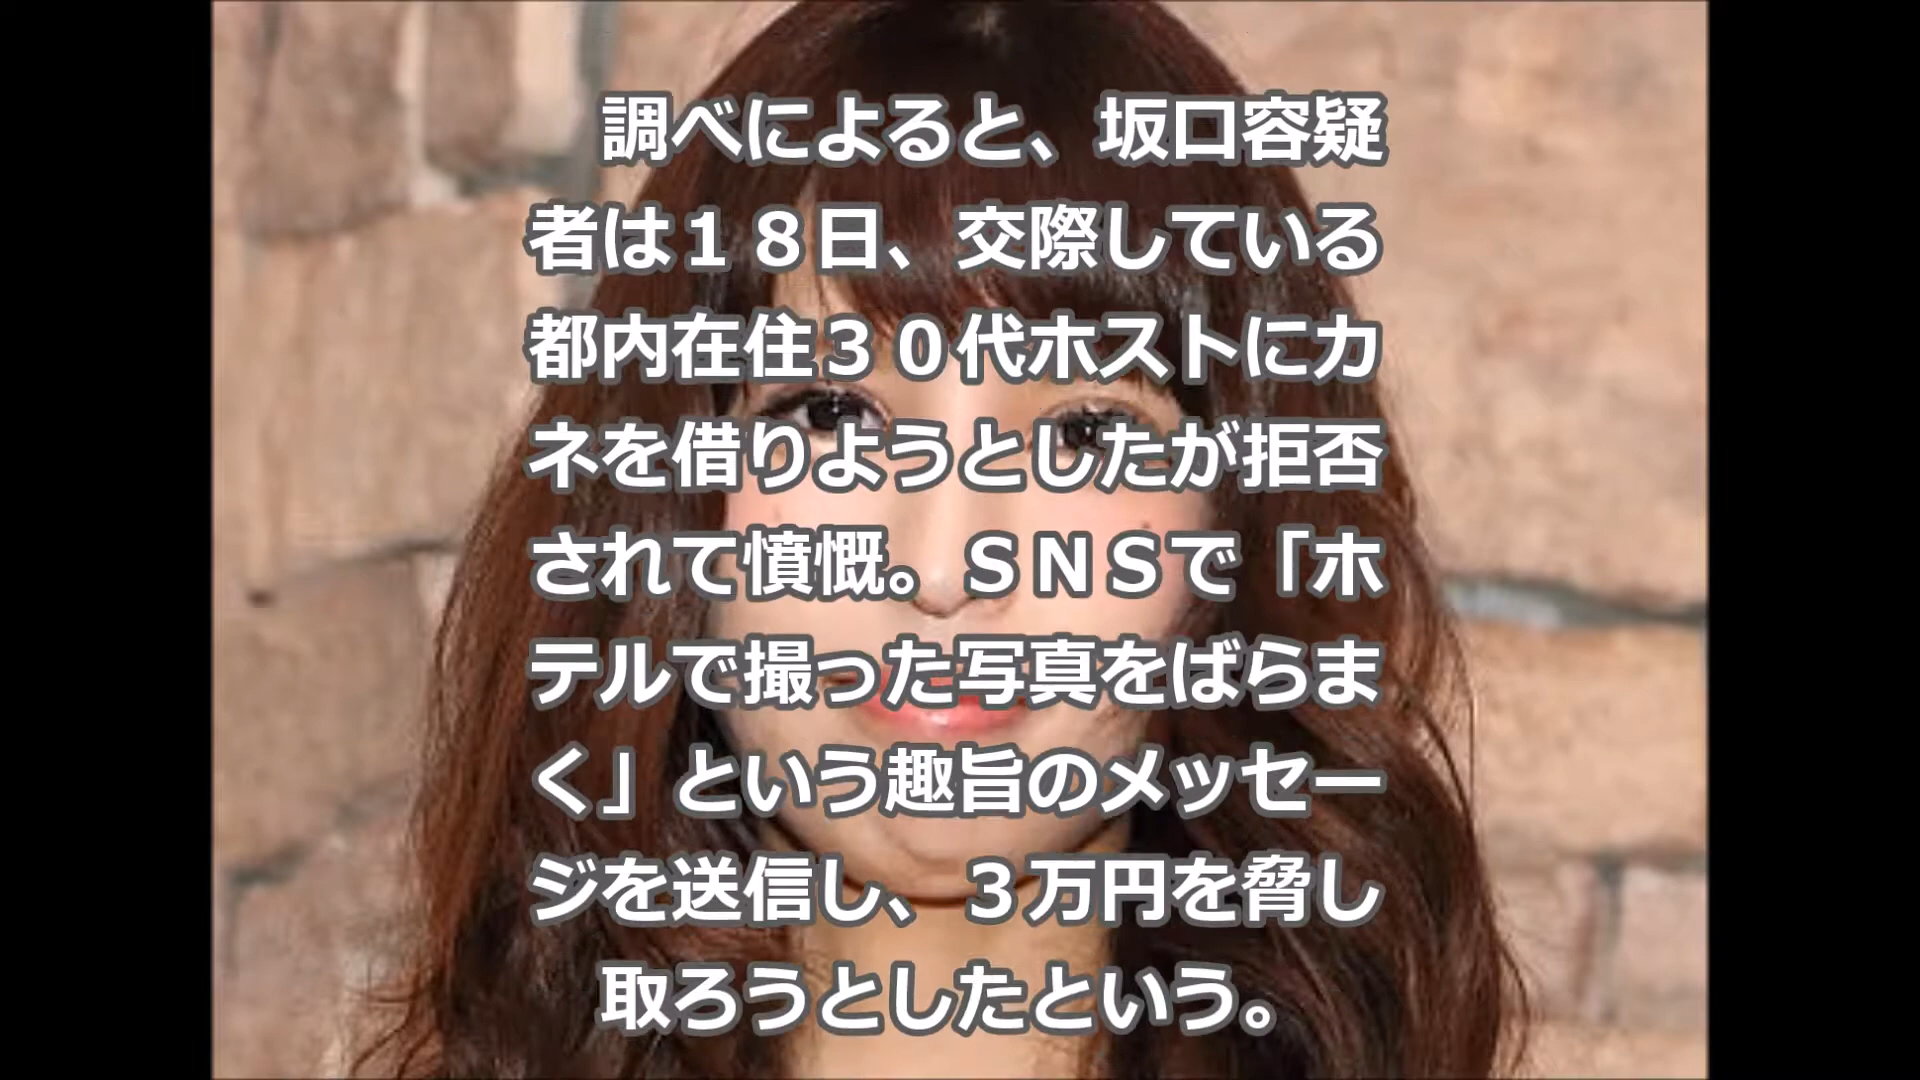 調べによると、坂口容疑
者は１８日、交際している
都内在住３０代ホストにカ
ネを借りようとしたが拒否
されて憤慨。ＳＮＳで「ホ
テルで撮った写真をばらま
く」という趣旨のメッセー
ジを送信し、３万円を脅し
取ろうとしたという。